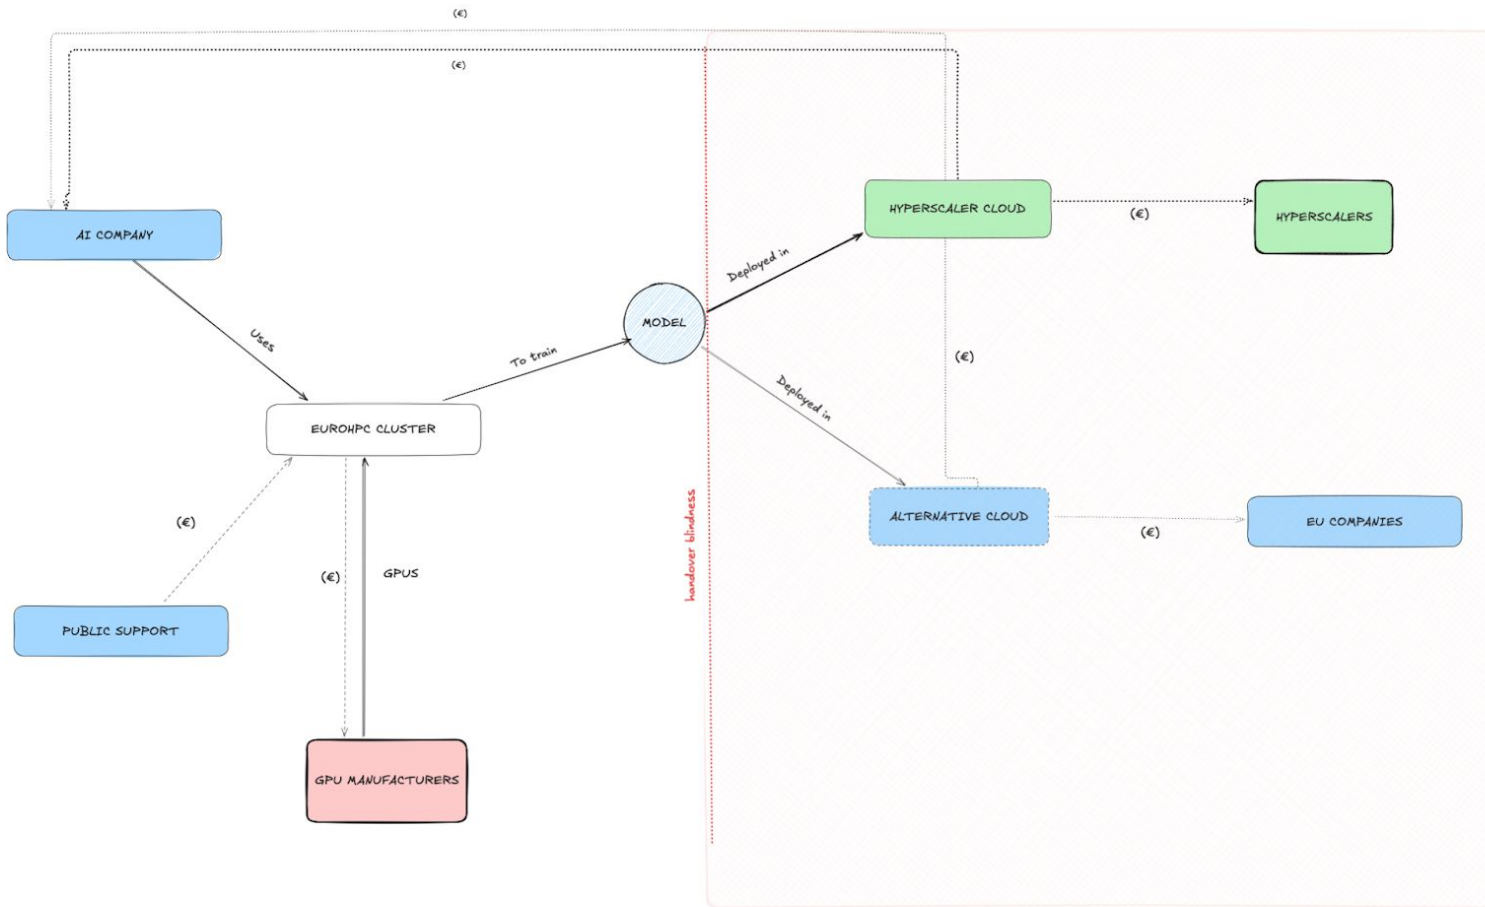 (€)
(€)
AI COMPANY
HYPERSCALER CLOUD
(€)
HYPERSCALERS
Deployed in
Uses
To train
MODEL
(€)
Deployed in
EUROHPC CLUSTER
(€)
ALTERNATIVE CLOUD
(€)
EU COMPANIES
handover blindness
(€)
GPUS
PUBLIC SUPPORT
GPU MANUFACTURERS